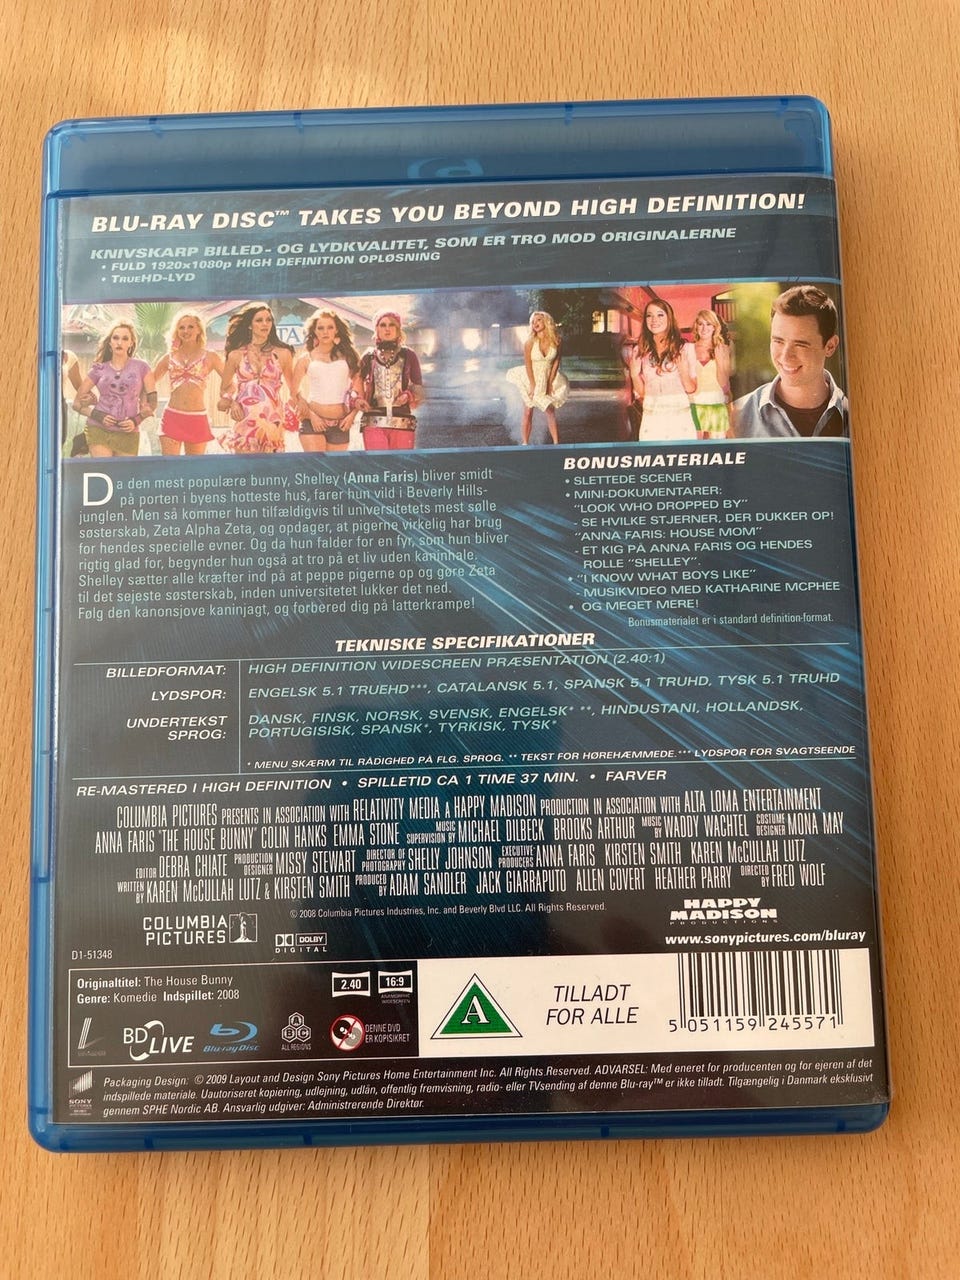 BLU-RAY DISC™ TAKES YOU BEYOND HIGH DEFINITION!
KNIVSKARP BILLED- OG LYDKVALITET, SOM ER TRO MOD ORIGINALERNE
• FULD 1920x1080p HIGH DEFINITION OPLØSNING
• TRUEHD-LYD
TA
Da den mest populære bunny, Shelley (Anna Faris) bliver smidt
på porten i byens hotteste hus, farer hun vild i Beverly Hills-
junglen. Men så kommer hun tilfældigvis til universitetets mest sølle
søsterskab, Zeta Alpha Zeta, og opdager, at pigerne virkelig har brug
for hendes specielle evner. Og da hun falder for en fyr, som hun bliver
rigtig glad for, begynder hun også at tro på et liv uden kaninhale.
Shelley sætter alle kræfter ind på at peppe pigerne op og gøre Zeta
til det sejeste søsterskab, inden universitetet lukker det ned.
Følg den kanonsjove kaninjagt, og forbered dig på latterkrampe!
BONUSMATERIALE
• SLETTEDE SCENER
• MINI-DOKUMENTARER:
"LOOK WHO DROPPED BY"
- SE HVILKE STJERNER, DER DUKKER OP!
"ANNA FARIS: HOUSE MOM"
- ET KIG PÅ ANNA FARIS OG HENDES
ROLLE "SHELLEY".
• "I KNOW WHAT BOYS LIKE"
- MUSIKVIDEO MED KATHARINE MCPHEE
• OG MEGET MERE!
Bonusmaterialet er i standard definition-format.
TEKNISKE SPECIFIKATIONER
BILLEDFORMAT: HIGH DEFINITION WIDESCREEN PRÆSENTATION (2.40:1)
LYDSPOR: ENGELSK 5.1 TRUEHD***, CATALANSK 5.1, SPANSK 5.1 TRUHD, TYSK 5.1 TRUHD
UNDERTEKST DANSK, FINSK, NORSK, SVENSK, ENGELSK* **, HINDUSTANI, HOLLANDSK,
SPROG: PORTUGISISK, SPANSK*, TYRKISK, TYSK*
* MENU SKÆRM TIL RÅDIGHED PÅ FLG. SPROG. ** TEKST FOR HØREHÆMMEDE.*** LYDSPOR FOR SVAGTSEENDE
RE-MASTERED I HIGH DEFINITION • SPILLETID CA 1 TIME 37 MIN. • FARVER
COLUMBIA PICTURES PRESENTS IN ASSOCIATION WITH RELATIVITY MEDIA A HAPPY MADISON PRODUCTION IN ASSOCIATION WITH ALTA LOMA ENTERTAINMENT
ANNA FARIS "THE HOUSE BUNNY" COLIN HANKS EMMA STONE MUSIC SUPERVISION BY MICHAEL DILBECK BROOKS ARTHUR MUSIC BY WADDY WACHTEL COSTUME DESIGNER MONA MAY
EDITOR DEBRA CHIATE PRODUCTION DESIGNER MISSY STEWART DIRECTOR OF PHOTOGRAPHY SHELLY JOHNSON EXECUTIVE PRODUCERS ANNA FARIS KIRSTEN SMITH KAREN McCULLAH LUTZ
WRITTEN BY KAREN McCULLAH LUTZ & KIRSTEN SMITH PRODUCED BY ADAM SANDLER JACK GIARRAPUTO ALLEN COVERT HEATHER PARRY DIRECTED BY FRED WOLF
© 2008 Columbia Pictures Industries, Inc. and Beverly Blvd LLC. All Rights Reserved.
COLUMBIA
PICTURES
DOLBY
DIGITAL
HAPPY
MADISON
PRODUCTIONS
www.sonypictures.com/bluray
D1-51348
Originaltitel: The House Bunny
Genre: Komedie Indspillet: 2008
2.40
16:9
ANAMORPHIC
WIDESCREEN
BD LIVE
Blu-ray Disc
A
B C
ALL REGIONS
DENNE DVD
ER KOPISIKRET
A
TILLADT
FOR ALLE
5 051159 245571
SONY
PICTURES
Packaging Design: © 2009 Layout and Design Sony Pictures Home Entertainment Inc. All Rights Reserved. ADVARSEL: Med eneret for producenten og for ejeren af det
indspillede materiale. Uautoriseret kopiering, udlejning, udlån, offentlig fremvisning, radio- eller TVsending af denne Blu-ray™ er ikke tilladt. Tilgængelig i Danmark eksklusivt
gennem SPHE Nordic AB. Ansvarlig udgiver: Administrerende Direktør.